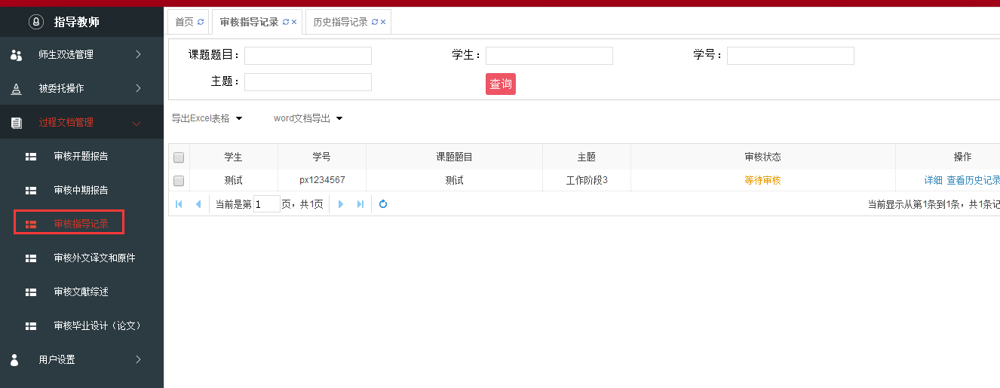 指导教师
师生双选管理
被委托操作
过程文档管理
审核开题报告
审核中期报告
审核指导记录
审核外文译文和原件
审核文献综述
审核毕业设计（论文）
用户设置
首页 审核指导记录 历史指导记录
课题题目： 学生： 学号：
主题： 查询
导出Excel表格 word文档导出
学生 学号 课题题目 主题 审核状态 操作
测试 px1234567 测试 工作阶段3 等待审核 详细 查看历史记录
当前是第 1 页，共1页 当前显示从第1条到1条，共1条记